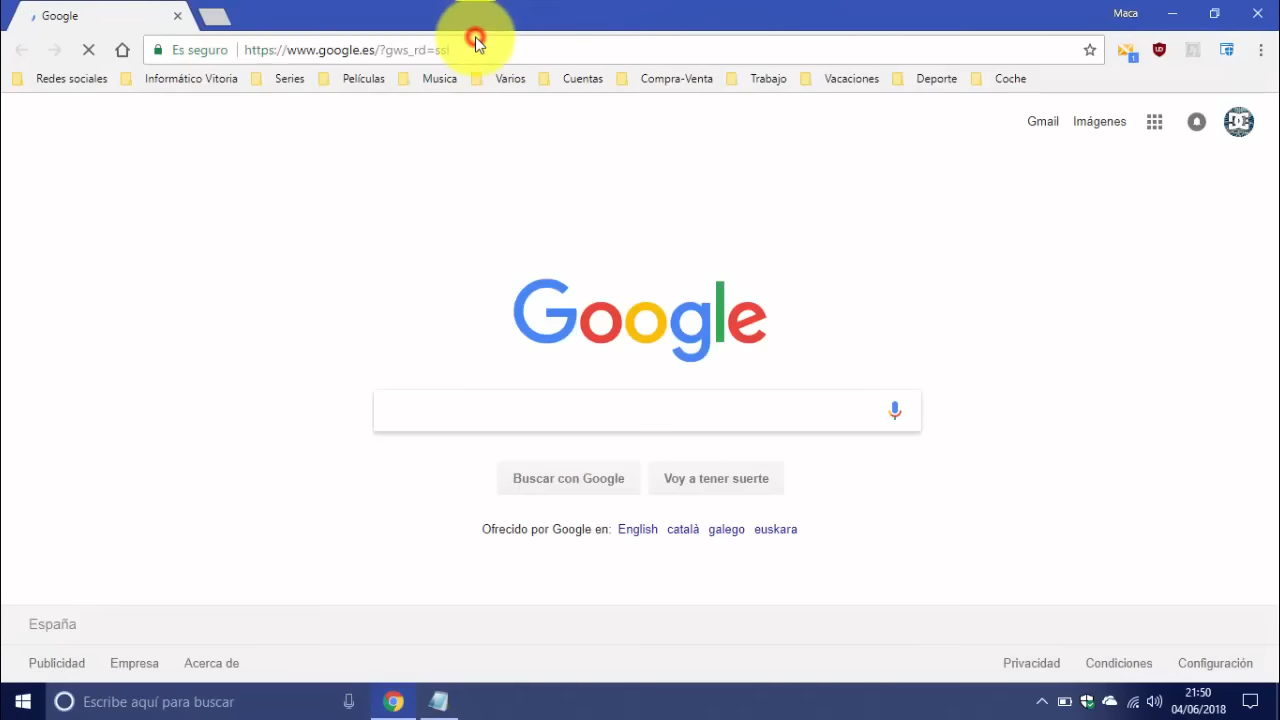 Google
Maca
Es seguro
https://www.google.es/?gws_rd=ssl
Redes sociales
Informático Vitoria
Series
Películas
Musica
Varios
Cuentas
Compra-Venta
Trabajo
Vacaciones
Deporte
Coche
Gmail
Imágenes
Google
Buscar con Google
Voy a tener suerte
Ofrecido por Google en: English català galego euskara
España
Publicidad
Empresa
Acerca de
Privacidad
Condiciones
Configuración
Escribe aquí para buscar
21:50
04/06/2018